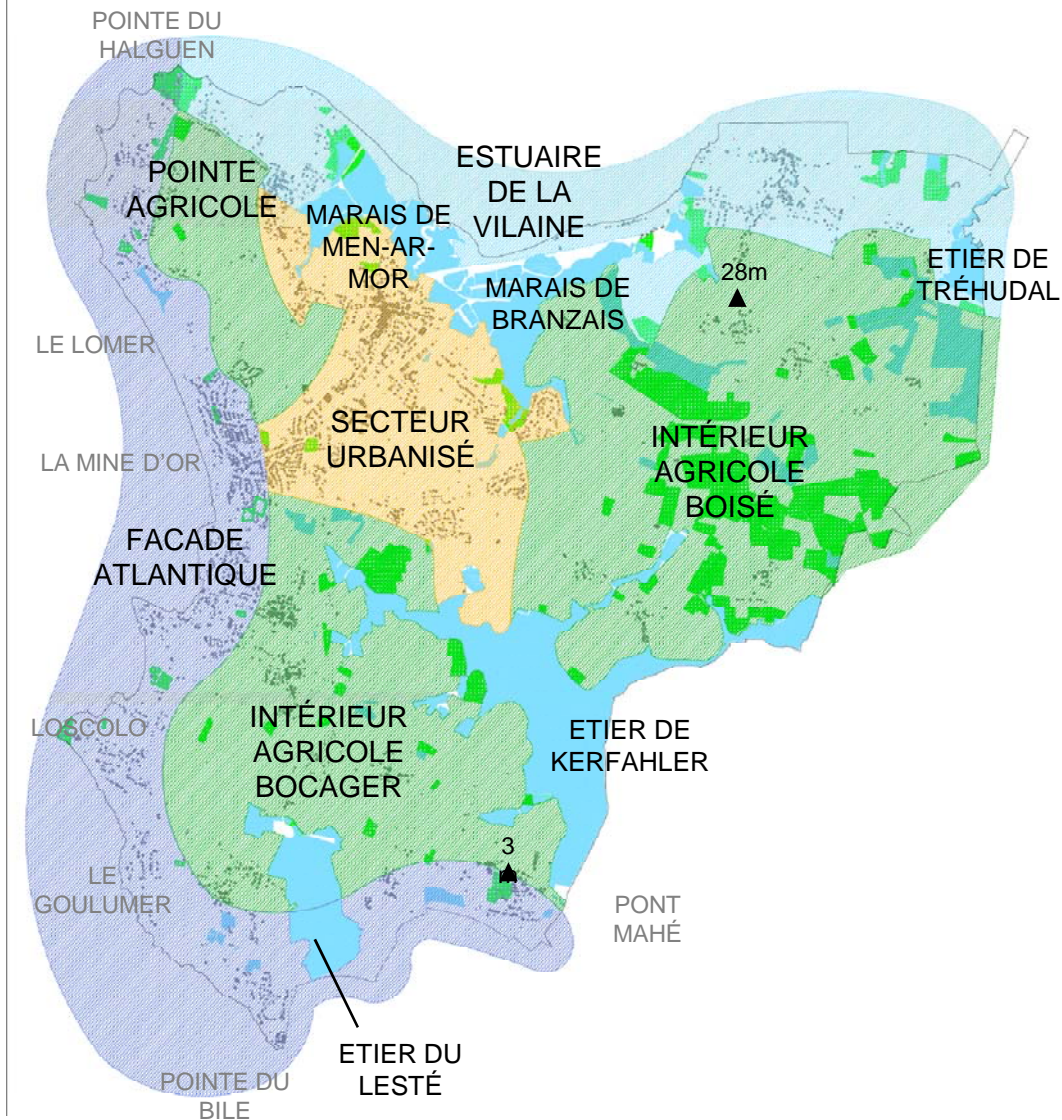 POINTE DU
HALGUEN
POINTE
AGRICOLE
ESTUAIRE
DE LA
VILAINE
MARAIS DE
MEN-AR-
MOR
MARAIS DE
BRANZAIS
28m
ETIER DE
TRÉHUDAL
LE LOMER
SECTEUR
URBANISÉ
INTÉRIEUR
AGRICOLE
BOISÉ
LA MINE D'OR
FACADE
ATLANTIQUE
LOSCOLO
INTÉRIEUR
AGRICOLE
BOCAGER
ETIER DE
KERFAHLER
3
m
LE
GOULUMER
PONT
MAHÉ
ETIER DU
LESTÉ
POINTE DU
BILE